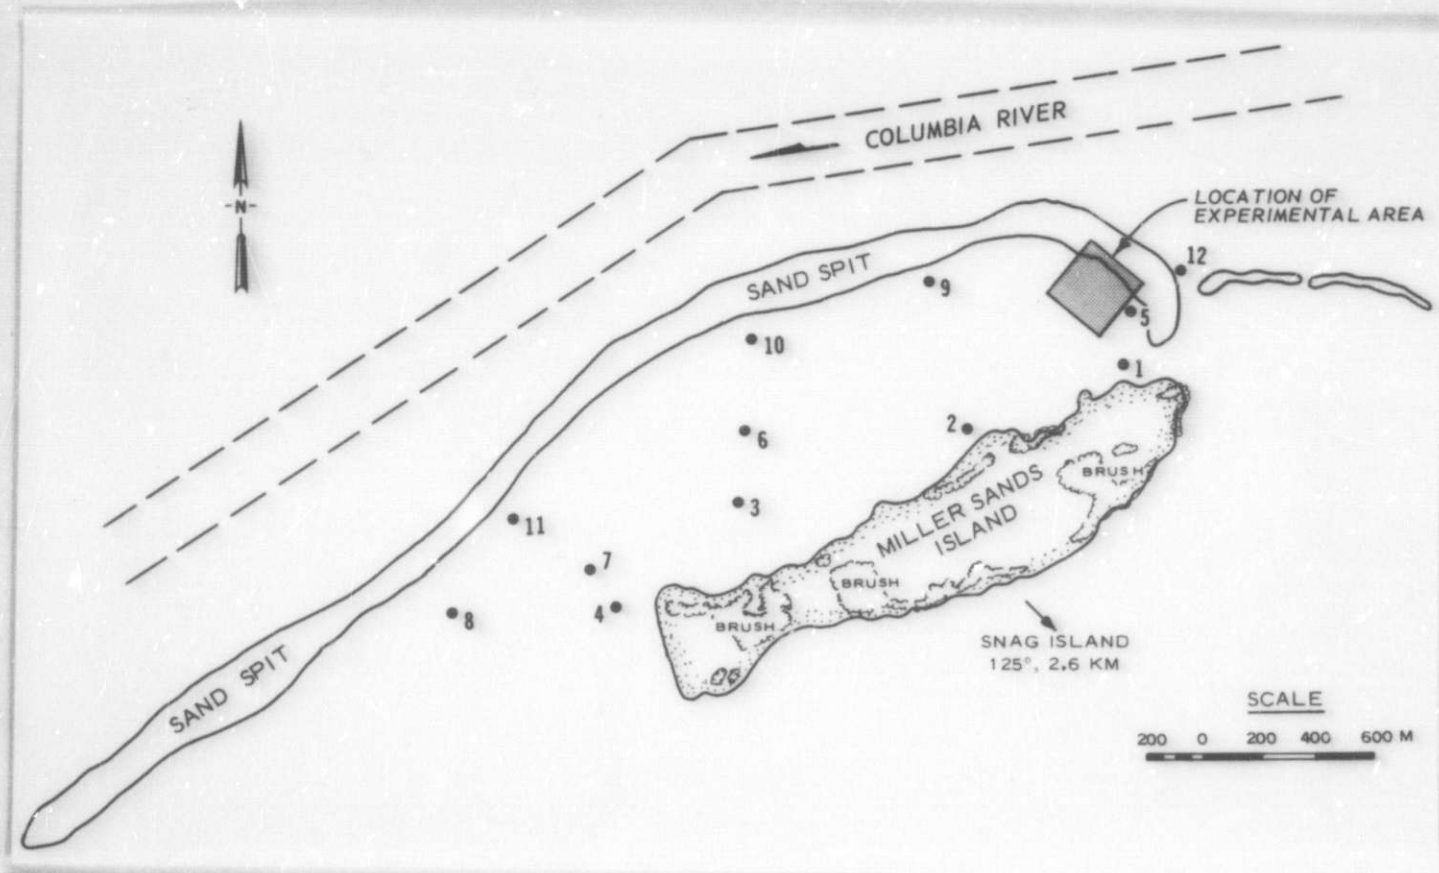 COLUMBIA RIVER
-N-
LOCATION OF
EXPERIMENTAL AREA
SAND SPIT
12
9
5
10
1
2
6
BRUSH
3
MILLER SANDS
ISLAND
11
7
BRUSH
4
8
BRUSH
SNAG ISLAND
125°, 2.6 KM
SAND SPIT
SCALE
200 0 200 400 600 M